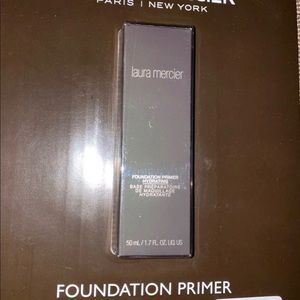 PARIS | NEW YORK
laura mercier
FOUNDATION PRIMER
HYDRATING
BASE PRÉPARATOIRE
DE MAQUILLAGE
HYDRATANTE
50 mL / 1.7 FL. OZ. LIQ. US
FOUNDATION PRIMER